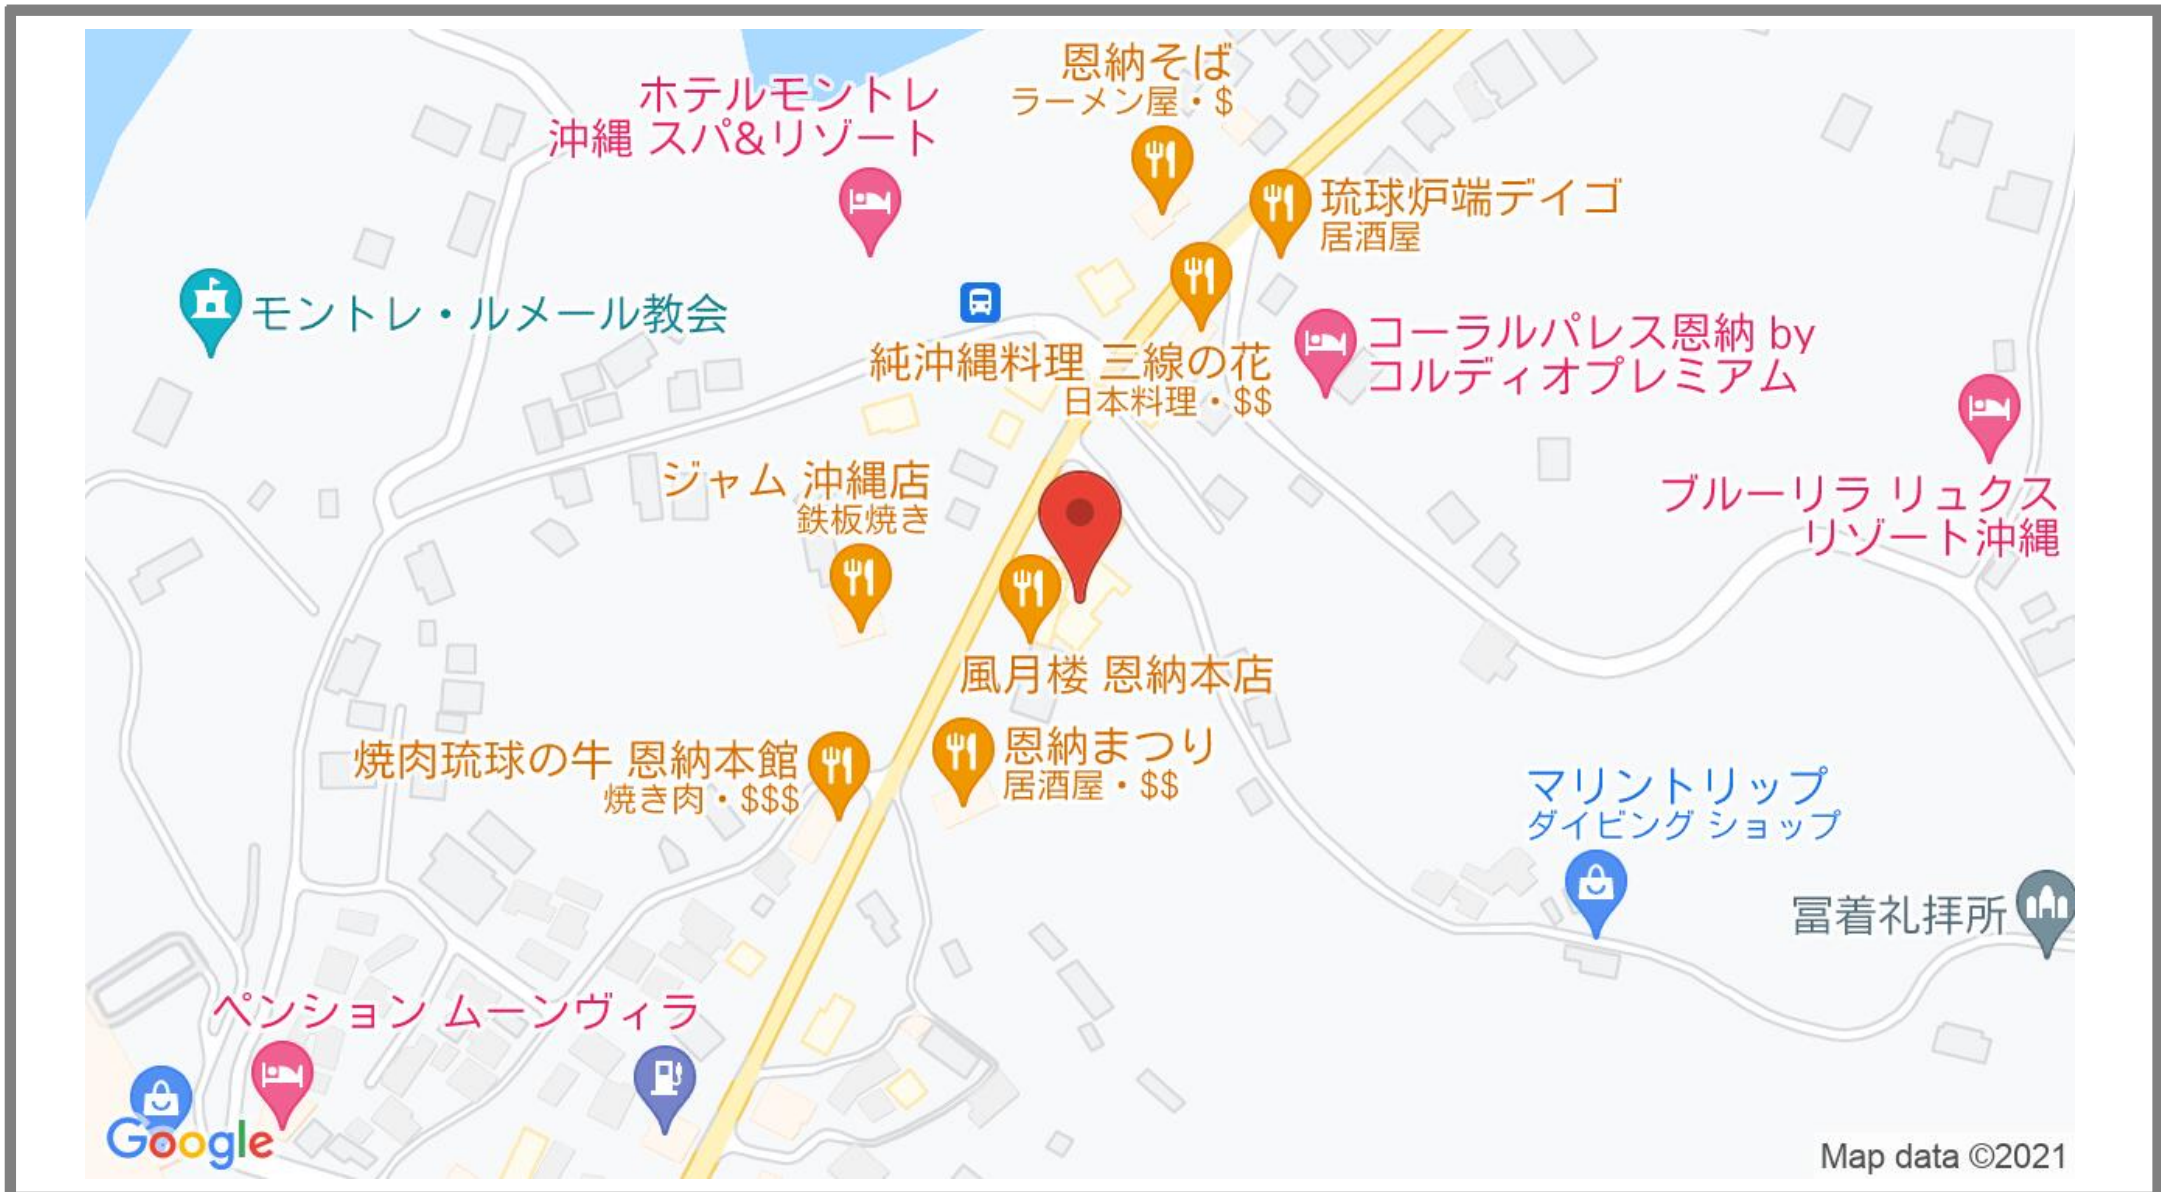 恩納そば
ラーメン屋・$
ホテルモントレ
沖縄 スパ&リゾート
琉球炉端デイゴ
居酒屋
モントレ・ルメール教会
コーラルパレス恩納 by
コルディオプレミアム
純沖縄料理 三線の花
日本料理・$$
ジャム 沖縄店
鉄板焼き
ブルーリラ リュクス
リゾート沖縄
風月楼 恩納本店
焼肉琉球の牛 恩納本館
焼き肉・$$$
恩納まつり
居酒屋・$$
マリントリップ
ダイビング ショップ
冨着礼拝所
ペンション ムーンヴィラ
Google
Map data ©2021